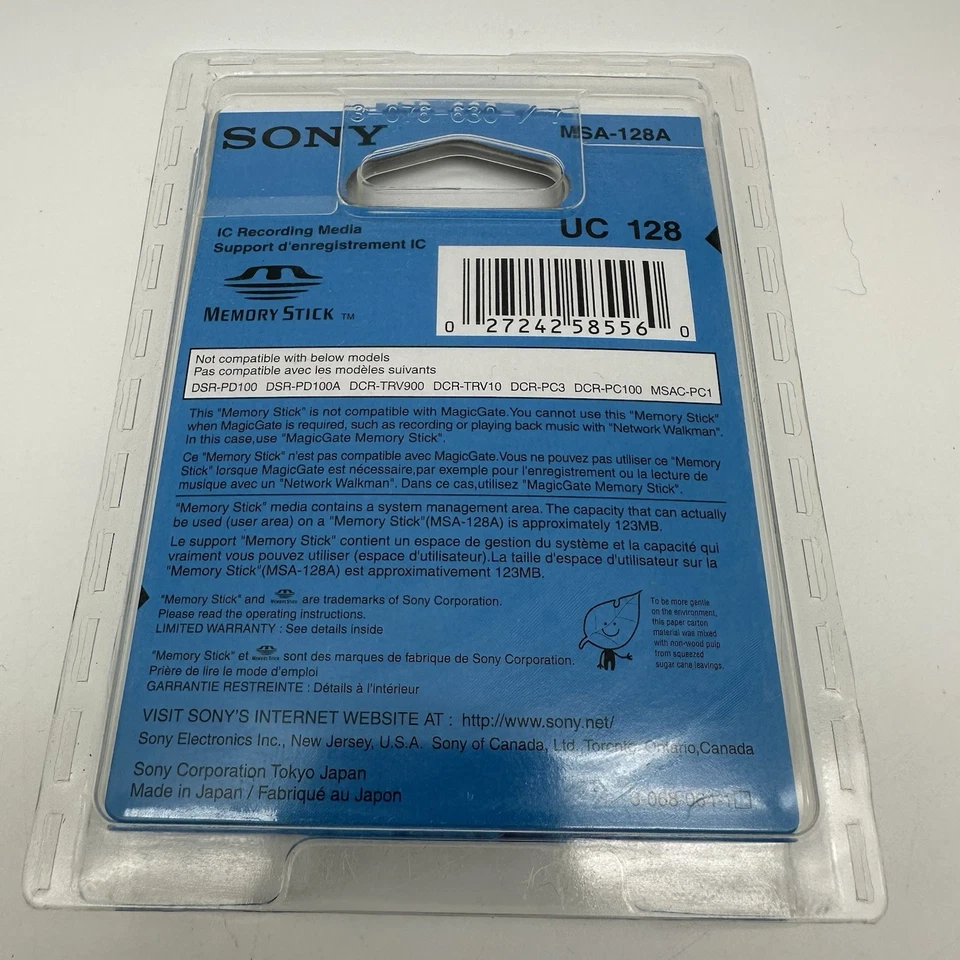 3-076-630
SONY
MSA-128A
IC Recording Media
Support d'enregistrement IC
UC 128
MEMORY STICK TM
0 27242 58556 0
Not compatible with below models
Pas compatible avec les modèles suivants
DSR-PD100 DSR-PD100A DCR-TRV900 DCR-TRV10 DCR-PC3 DCR-PC100 MSAC-PC1
This "Memory Stick" is not compatible with MagicGate.You cannot use this "Memory Stick"
when MagicGate is required, such as recording or playing back music with "Network Walkman".
In this case,use "MagicGate Memory Stick".
Ce "Memory Stick" n'est pas compatible avec MagicGate.Vous ne pouvez pas utiliser ce "Memory
Stick" lorsque MagicGate est nécessaire,par exemple pour l'enregistrement ou la lecture de
musique avec un "Network Walkman". Dans ce cas,utilisez "MagicGate Memory Stick".
"Memory Stick" media contains a system management area. The capacity that can actually
be used (user area) on a "Memory Stick"(MSA-128A) is approximately 123MB.
Le support "Memory Stick" contient un espace de gestion du système et la capacité qui
vraiment vous pouvez utiliser (espace d'utilisateur).La taille d'espace d'utilisateur sur la
"Memory Stick"(MSA-128A) est approximativement 123MB.
"Memory Stick" and MEMORY STICK are trademarks of Sony Corporation.
Please read the operating instructions.
LIMITED WARRANTY : See details inside
"Memory Stick" et MEMORY STICK sont des marques de fabrique de Sony Corporation.
Prière de lire le mode d'emploi
GARANTIE RESTREINTE : Détails à l'intérieur
To be more gentle
on the environment,
this paper carton
material was mixed
with non-wood pulp
from squeezed
sugar cane leavings.
VISIT SONY'S INTERNET WEBSITE AT : http://www.sony.net/
Sony Electronics Inc., New Jersey, U.S.A. Sony of Canada, Ltd. Toronto, Ontario,Canada
Sony Corporation Tokyo Japan
Made in Japan / Fabriqué au Japon